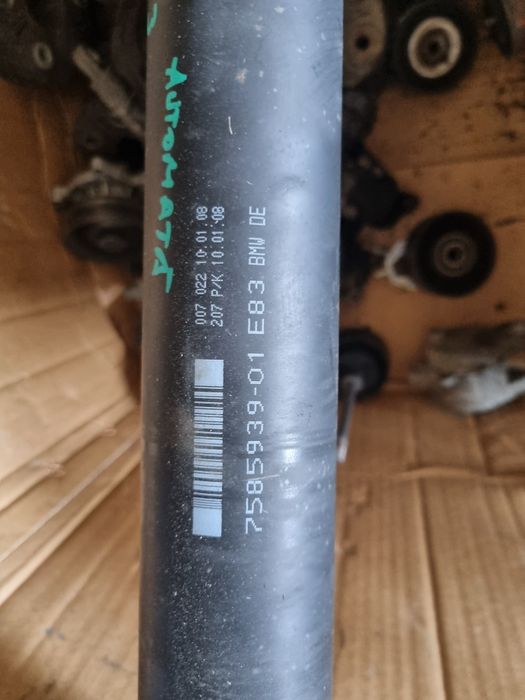 AUTOMATA
007 022 10.01.08
207 P/K 10.01.08
7585939-01 E83 BMW DE